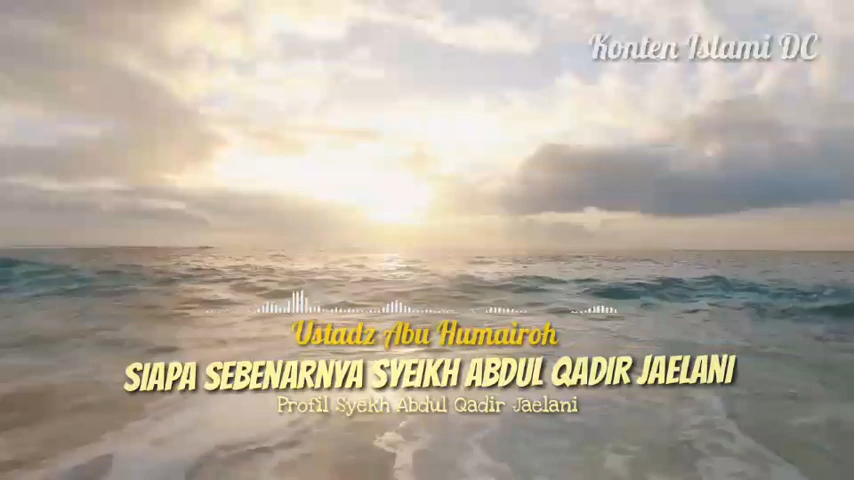 Konten Islami DC
Ustadz Abu Humairoh
SIAPA SEBENARNYA SYEIKH ABDUL QADIR JAELANI
Profil Syekh Abdul Qadir Jaelani